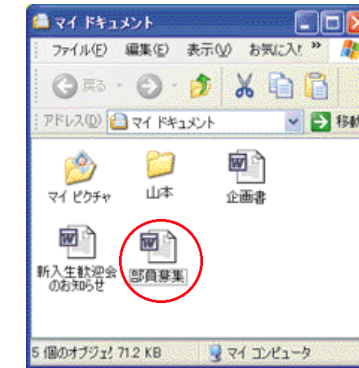 マイ ドキュメント
ファイル(F) 編集(E) 表示(V) お気に入り »
戻る
アドレス(D) マイ ドキュメント 移動
マイ ピクチャ 山本 企画書
新入生歓迎会 部員募集
のお知らせ
5 個のオブジェ 71.2 KB マイ コンピュータ